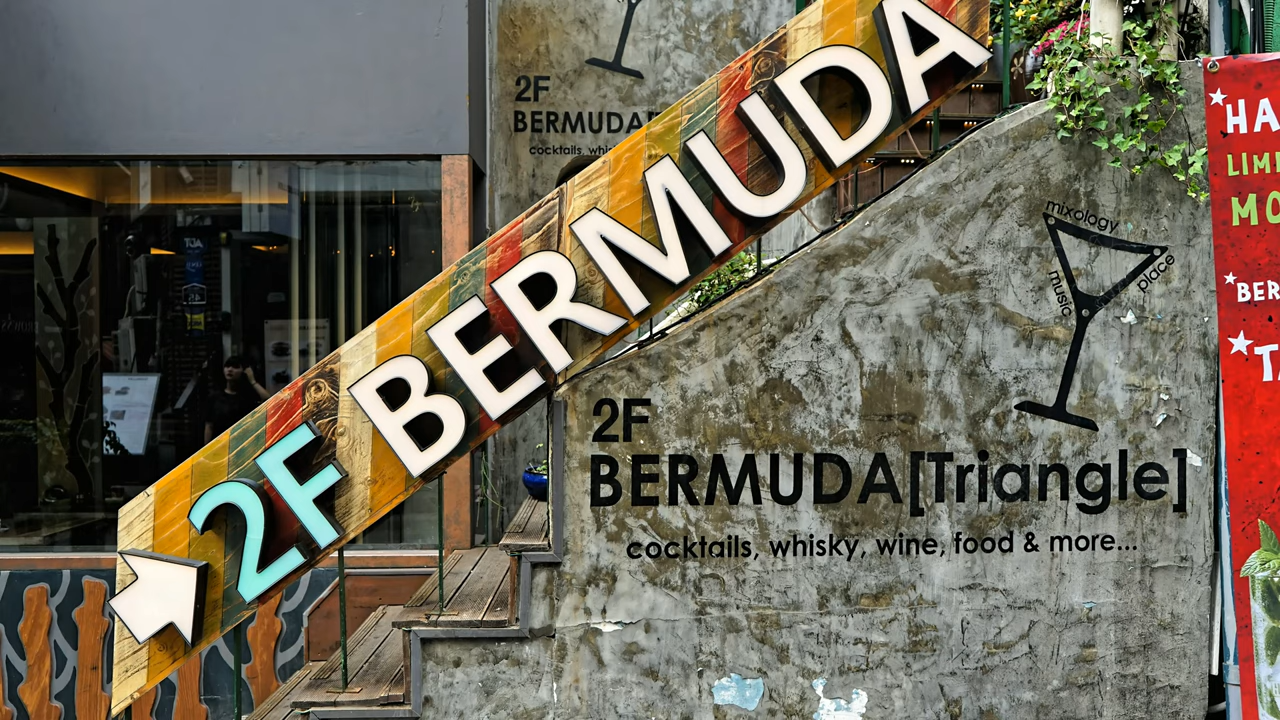 2F
BERMUDA
cocktails,
2F BERMUDA
mixology
music
place
2F
BERMUDA[Triangle]
cocktails, whisky, wine, food & more...
HA
LIM
MO
BER
TA